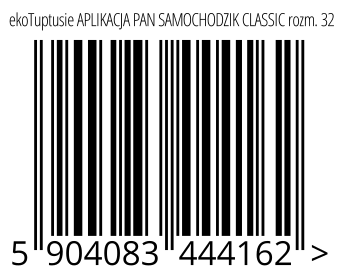 ekoTuptusie APLIKACJA PAN SAMOCHODZIK CLASSIC rozm. 32
5 904083 444162 >